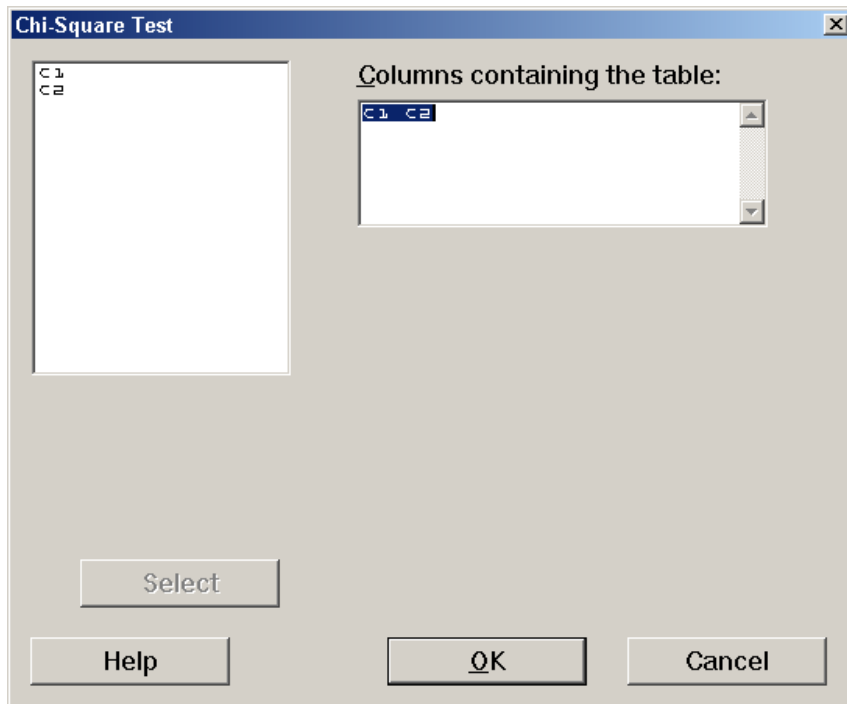 Chi-Square Test
C1
C2
Columns containing the table:
C1 C2
Select
Help
OK
Cancel